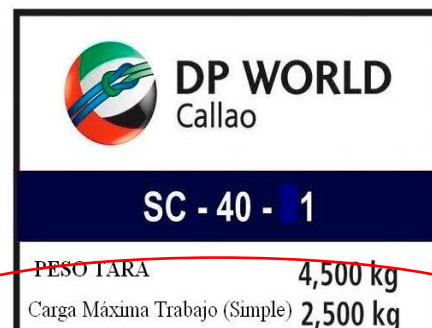 DP WORLD
Callao
SC - 40 - 1
PESO TARA 4,500 kg
Carga Máxima Trabajo (Simple) 2,500 kg